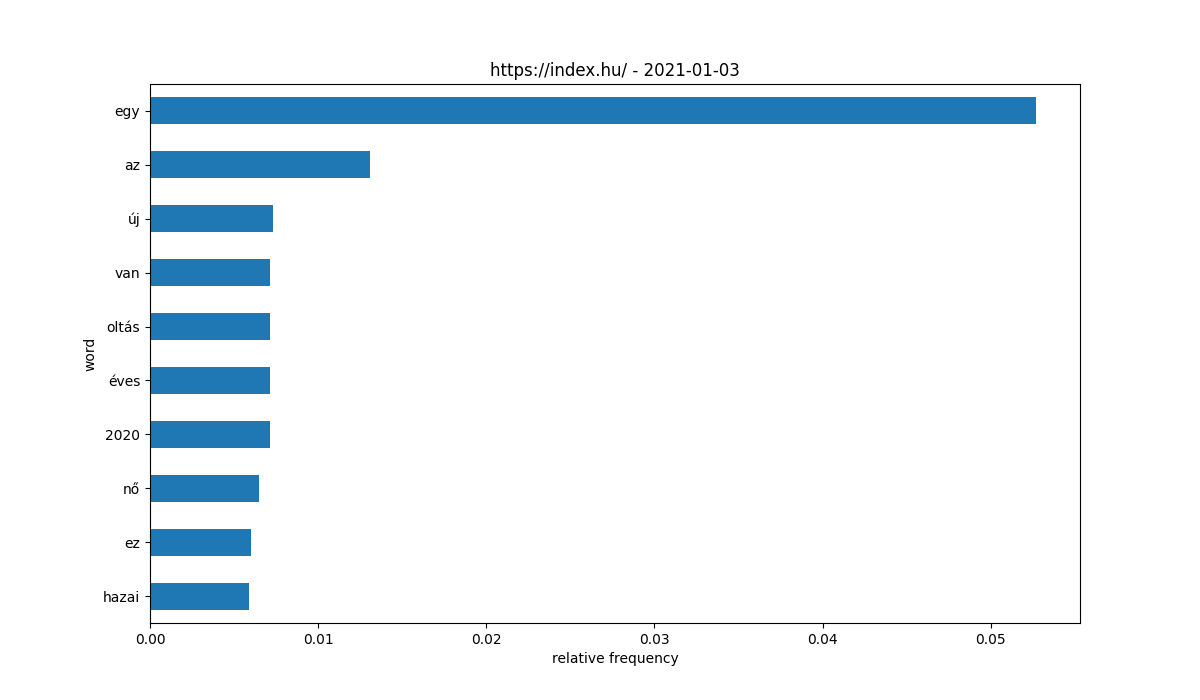 https://index.hu/ - 2021-01-03
egy
az
új
van
oltás
éves
2020
nő
ez
hazai
word
0.00 0.01 0.02 0.03 0.04 0.05
relative frequency